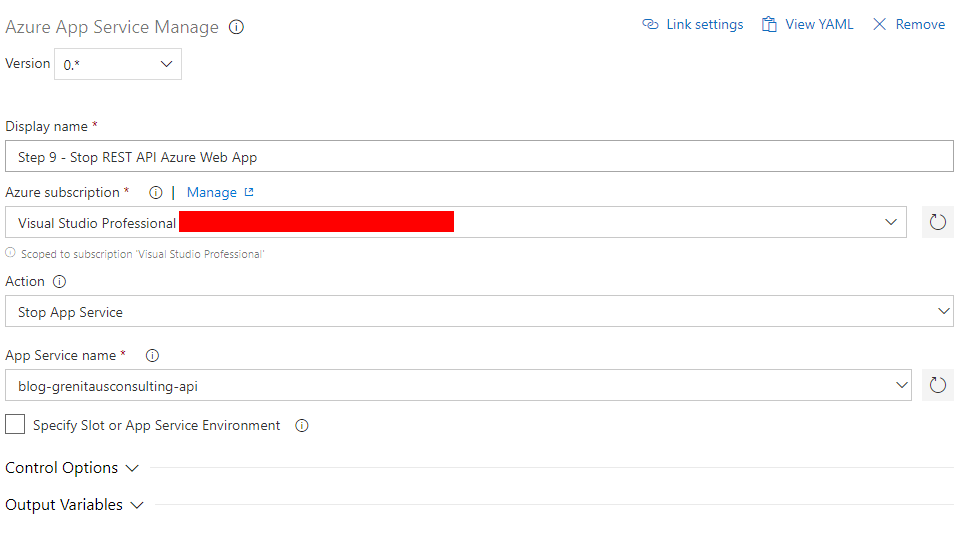 Azure App Service Manage
Link settings
View YAML
Remove
Version 0.*
Display name *
Step 9 - Stop REST API Azure Web App
Azure subscription * | Manage
Visual Studio Professional
Scoped to subscription 'Visual Studio Professional'
Action
Stop App Service
App Service name *
blog-grenitausconsulting-api
Specify Slot or App Service Environment
Control Options
Output Variables